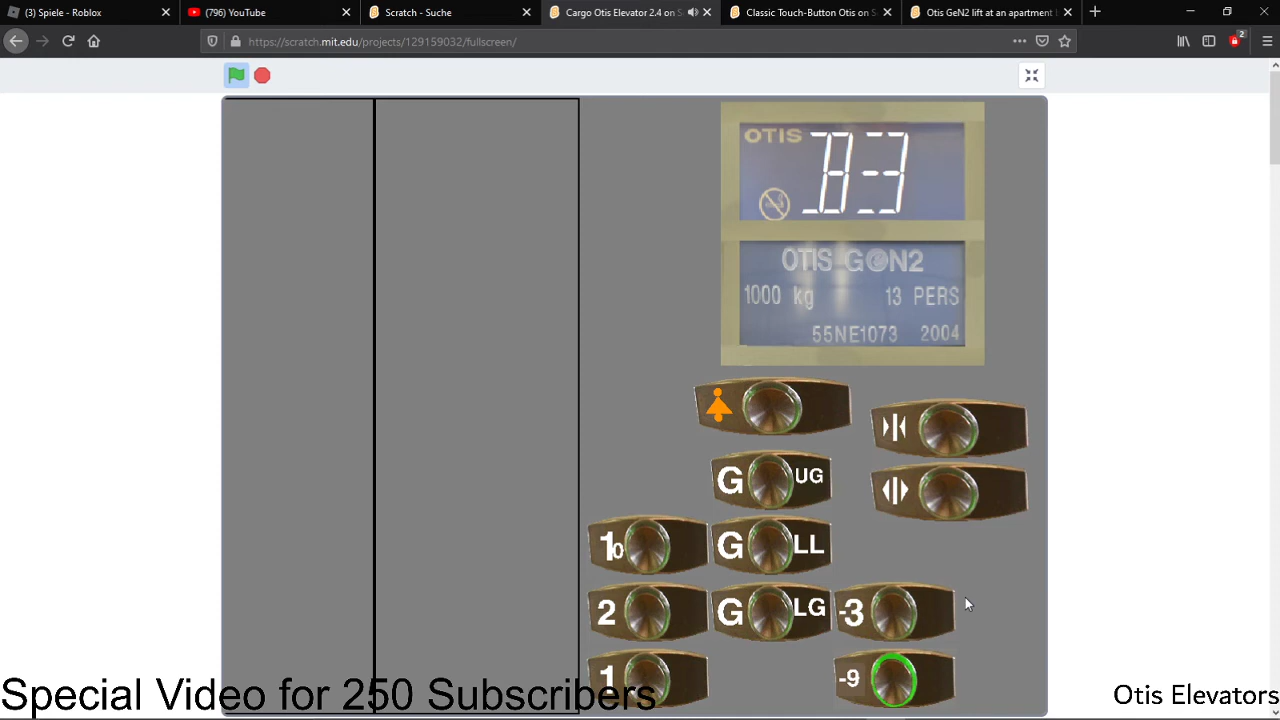 (3) Spiele - Roblox
(796) YouTube
Scratch - Suche
Cargo Otis Elevator 2.4 on S
Classic Touch-Button Otis on S
Otis GeN2 lift at an apartment b
https://scratch.mit.edu/projects/129159032/fullscreen/
2
OTIS
B3
OTIS GeN2
1000 kg 13 PERS
55NE1073 2004
G UG
10 G LL
2 G LG -3
1 -9
Special Video for 250 Subscribers
Otis Elevators